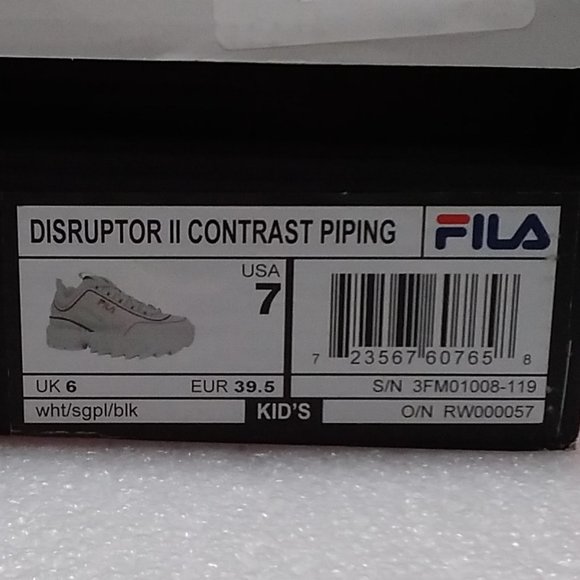 DISRUPTOR II CONTRAST PIPING
FILA
FILA
USA
7
7 23567 60765 8
UK 6 EUR 39.5
S/N 3FM01008-119
wht/sgpl/blk
KID'S
O/N RW000057